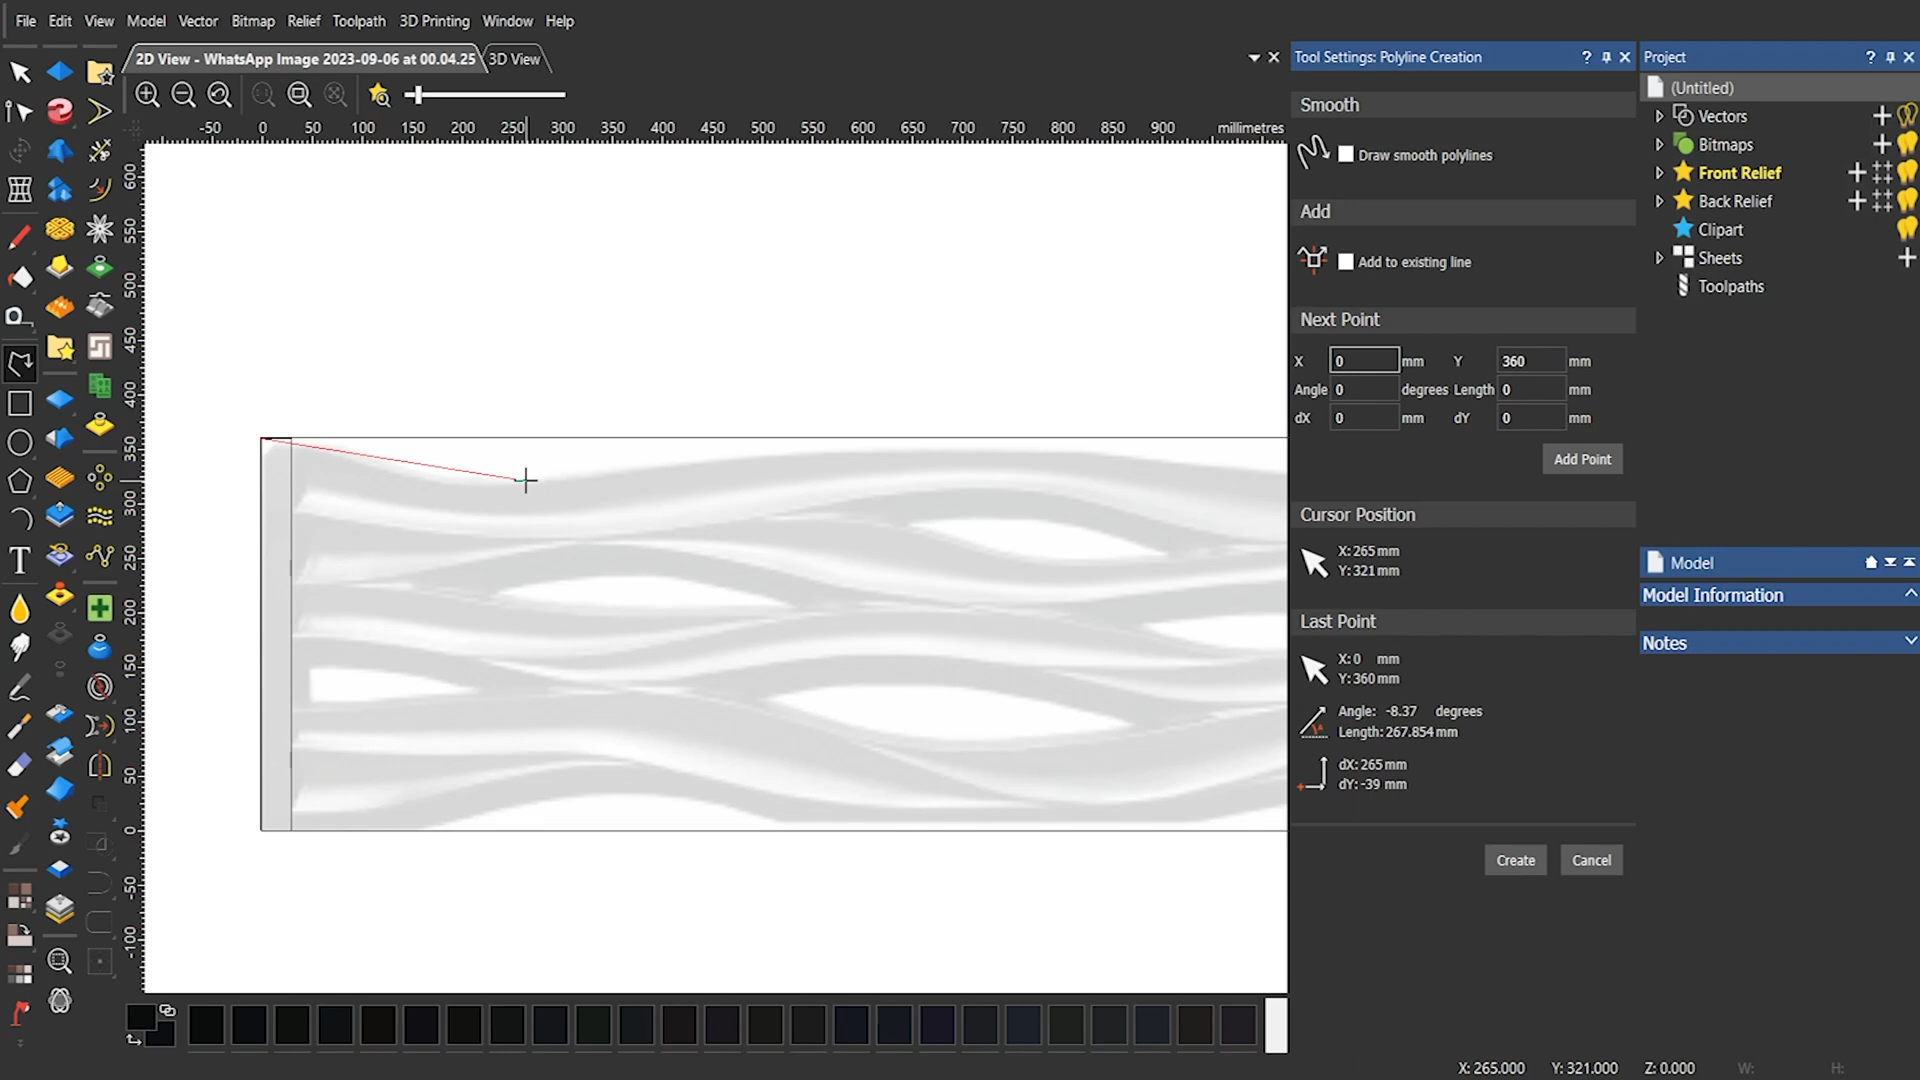 File Edit View Model Vector Bitmap Relief Toolpath 3D Printing Window Help
2D View - WhatsApp Image 2023-09-06 at 00.04.25 3D View
Tool Settings: Polyline Creation ?
Project ?
-50 0 50 100 150 200 250 300 350 400 450 500 550 600 650 700 750 800 850 900 millimetres
600
550
500
450
400
350
300
250
200
150
100
50
0
-50
-100
T
Smooth
Draw smooth polylines
Add
Add to existing line
Next Point
X 0 mm Y 360 mm
Angle 0 degrees Length 0 mm
dX 0 mm dY 0 mm
Add Point
Cursor Position
X: 265 mm
Y: 321 mm
Last Point
X: 0 mm
Y: 360 mm
Angle: -8.37 degrees
Length: 267.854 mm
dX: 265 mm
dY: -39 mm
Create Cancel
(Untitled)
Vectors
Bitmaps
Front Relief
Back Relief
Clipart
Sheets
Toolpaths
Model
Model Information
Notes
X: 265.000 Y: 321.000 Z: 0.000 W: H: